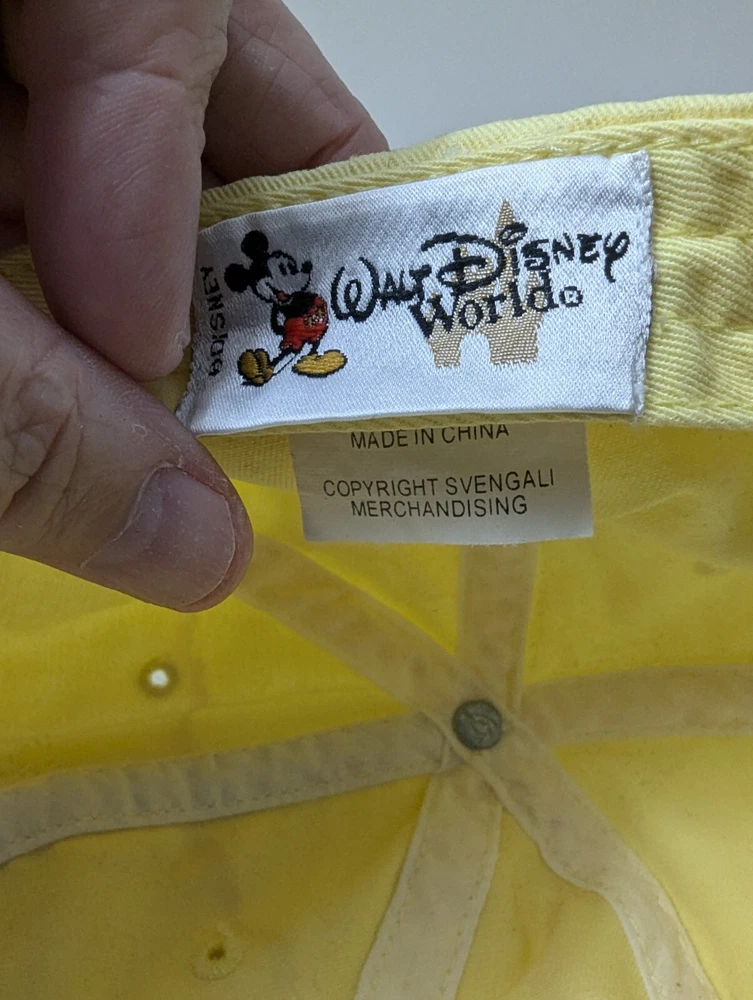 ©DISNEY
WALT DISNEY
World®
MADE IN CHINA
COPYRIGHT SVENGALI
MERCHANDISING